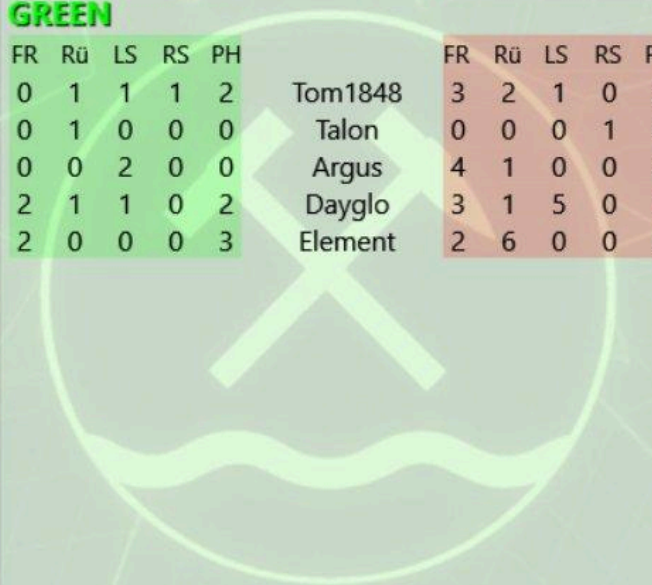 GREEN
FR Rü LS RS PH FR Rü LS RS
0 1 1 1 2 Tom1848 3 2 1 0
0 1 0 0 0 Talon 0 0 0 1
0 0 2 0 0 Argus 4 1 0 0
2 1 1 0 2 Dayglo 3 1 5 0
2 0 0 0 3 Element 2 6 0 0